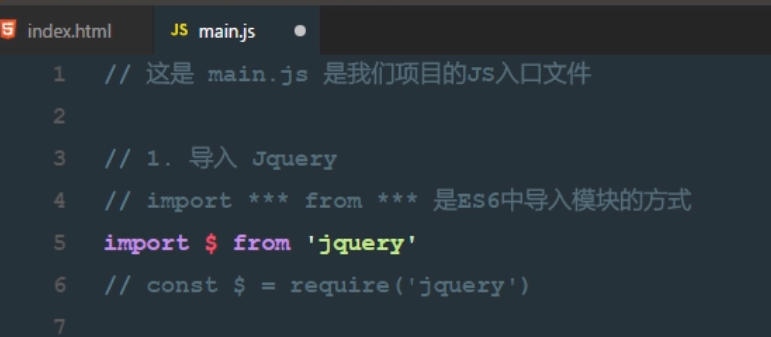 index.html
JS main.js
1 // 这是 main.js 是我们项目的JS入口文件
2
3 // 1. 导入 Jquery
4 // import *** from *** 是ES6中导入模块的方式
5 import $ from 'jquery'
6 // const $ = require('jquery')
7